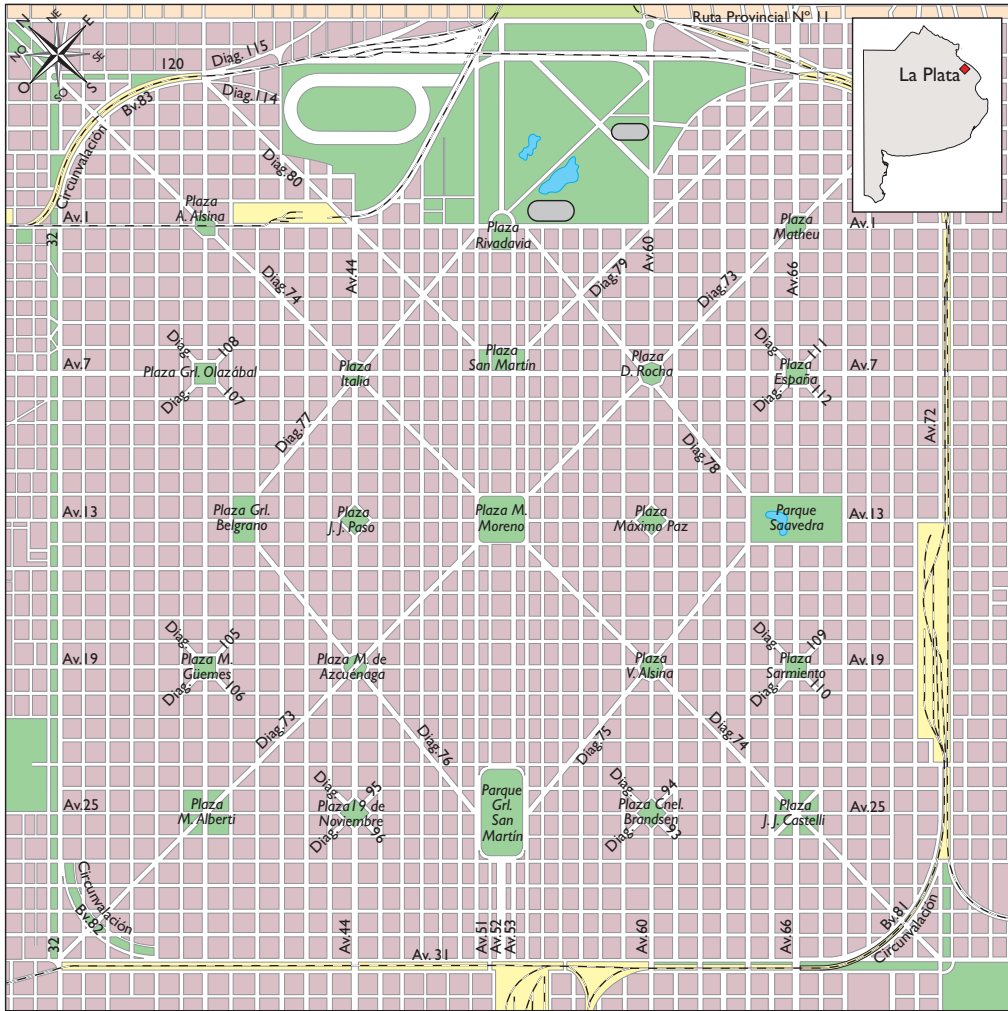 Ruta Provincial Nº 11
N
NE
E
SE
S
SO
O
NO
La Plata
Diag. 115
120
Diag.114
Bv.83
Circunvalación
Diag.80
Plaza
A. Alsina
Av.1
32
Plaza
Rivadavia
Plaza
Matheu
Av.1
Av.44
Av.60
Av.66
Diag.74
Diag.79
Diag.73
Diag.
108
Av.7
Plaza Grl. Olazábal
Diag.
107
Plaza
Italia
Plaza
San Martín
Plaza
D. Rocha
Diag.
111
Plaza
España
Diag.
112
Av.7
Av.72
Diag.77
Diag.78
Av.13
Plaza Grl.
Belgrano
Plaza
J. J. Paso
Plaza M.
Moreno
Plaza
Máximo Paz
Parque
Saavedra
Av.13
Diag.
105
Av.19
Plaza M.
Güemes
Diag.
106
Plaza M. de
Azcuénaga
Plaza
V. Alsina
Diag.
109
Plaza
Sarmiento
Diag.
110
Av.19
Diag.73
Diag.76
Diag.75
Diag.74
Av.25
Plaza
M. Alberti
Diag.
95
Plaza19 de
Noviembre
Diag.
96
Parque
Grl.
San
Martín
Diag.
94
Plaza Cnel.
Brandsen
Diag.
93
Plaza
J. J. Castelli
Av.25
Circunvalación
Bv.82
32
Av.44
Av.51
Av.52
Av.53
Av.60
Av.66
Bv.81
Circunvalación
Av. 31